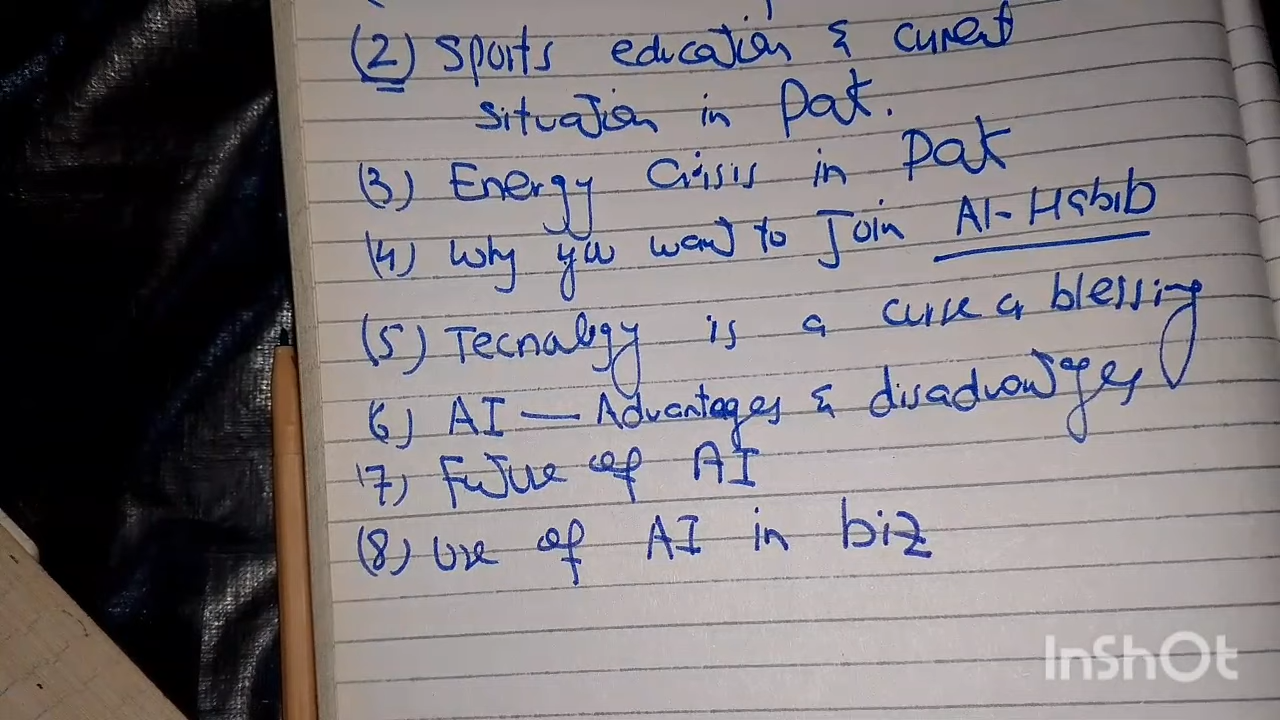 (2) Sports education & curent
situation in Pak.
(3) Energy Crisis in Pak
(4) Why you want to Join Al-Habib
(5) Tecnalogy is a curse a blessing
6) AI — Advantages & disadvantages
(7) Future of AI
(8) Use of AI in biz
InShOt